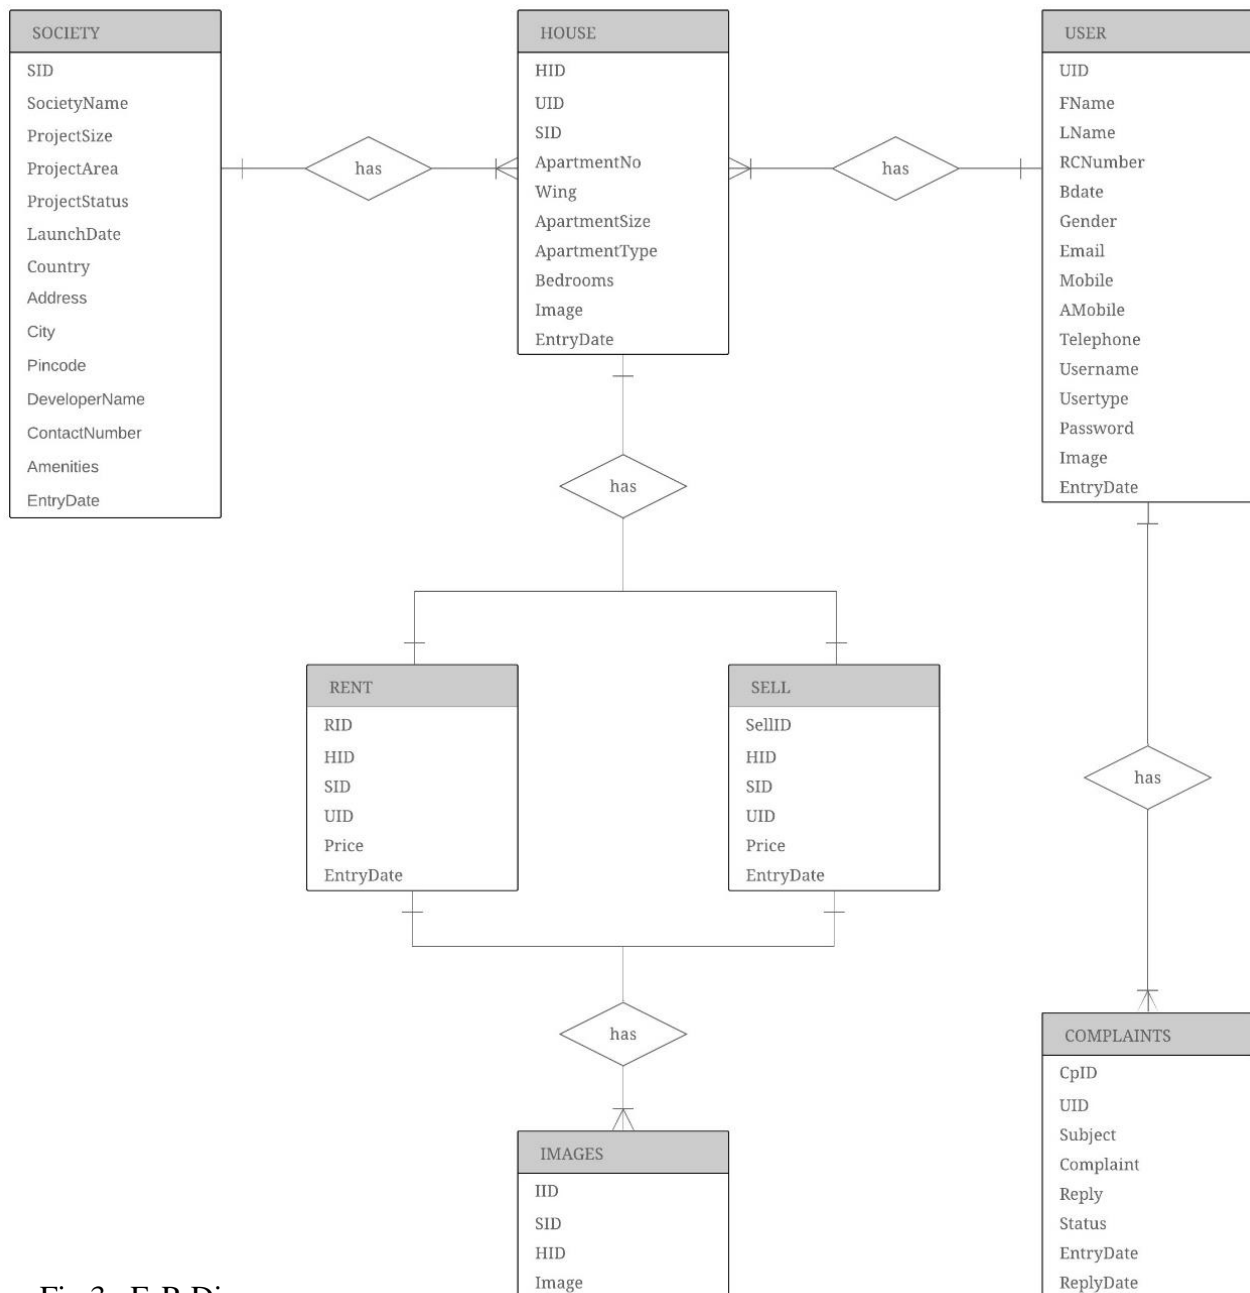 SOCIETY
SID
SocietyName
ProjectSize
ProjectArea
ProjectStatus
LaunchDate
Country
Address
City
Pincode
DeveloperName
ContactNumber
Amenities
EntryDate
has
HOUSE
HID
UID
SID
ApartmentNo
Wing
ApartmentSize
ApartmentType
Bedrooms
Image
EntryDate
has
USER
UID
FName
LName
RCNumber
Bdate
Gender
Email
Mobile
AMobile
Telephone
Username
Usertype
Password
Image
EntryDate
has
RENT
RID
HID
SID
UID
Price
EntryDate
SELL
SellID
HID
SID
UID
Price
EntryDate
has
has
IMAGES
IID
SID
HID
Image
COMPLAINTS
CpID
UID
Subject
Complaint
Reply
Status
EntryDate
ReplyDate